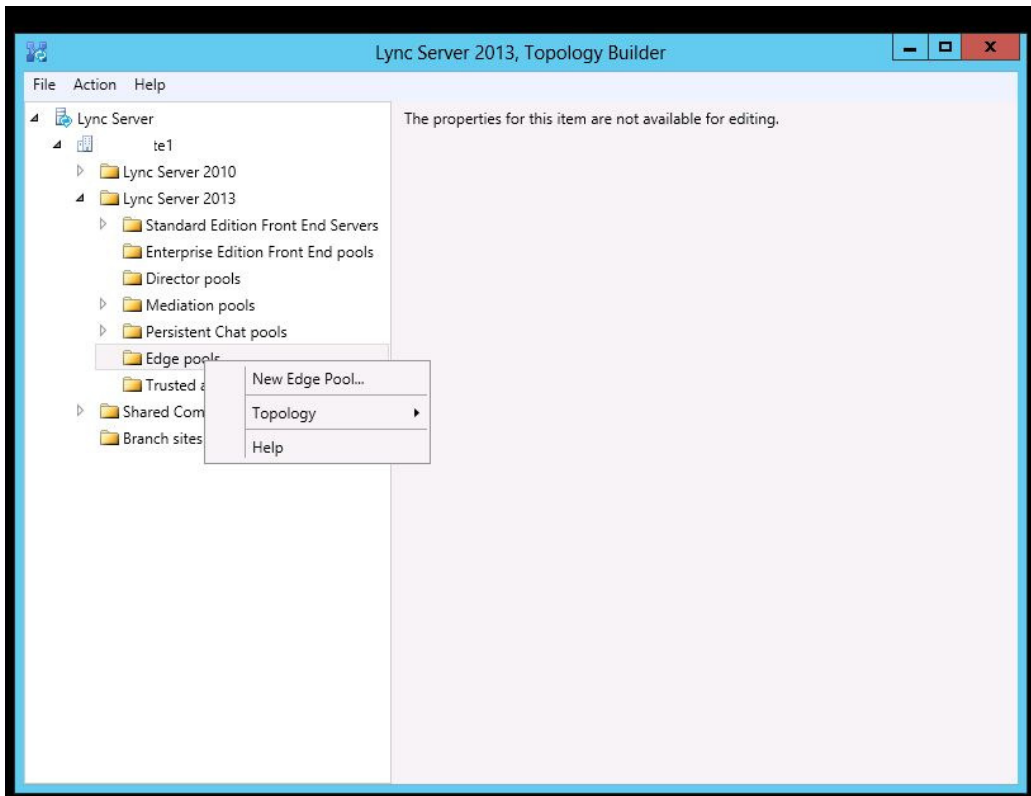 Lync Server 2013, Topology Builder
File Action Help
Lync Server
te1
Lync Server 2010
Lync Server 2013
Standard Edition Front End Servers
Enterprise Edition Front End pools
Director pools
Mediation pools
Persistent Chat pools
Edge pools
Trusted a
Shared Com
Branch sites
New Edge Pool...
Topology
Help
The properties for this item are not available for editing.